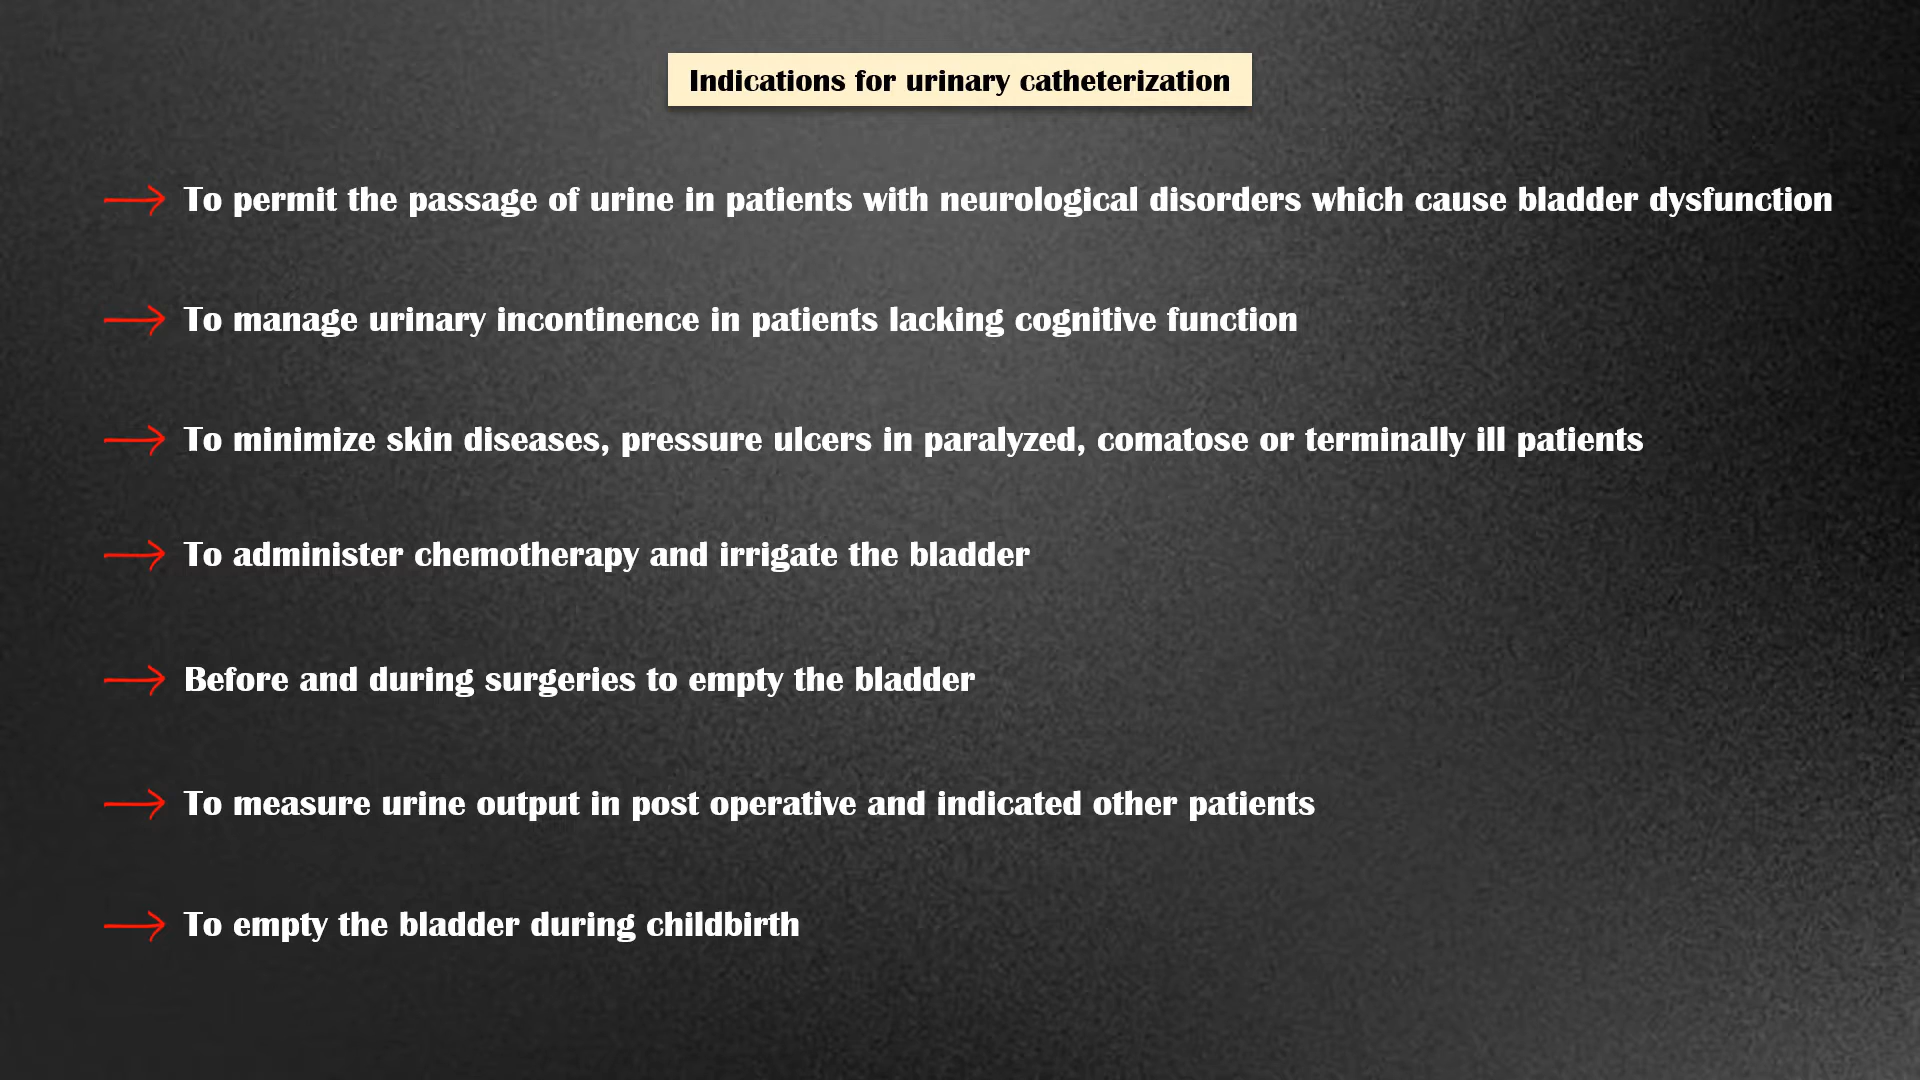 Indications for urinary catheterization
To permit the passage of urine in patients with neurological disorders which cause bladder dysfunction
To manage urinary incontinence in patients lacking cognitive function
To minimize skin diseases, pressure ulcers in paralyzed, comatose or terminally ill patients
To administer chemotherapy and irrigate the bladder
Before and during surgeries to empty the bladder
To measure urine output in post operative and indicated other patients
To empty the bladder during childbirth